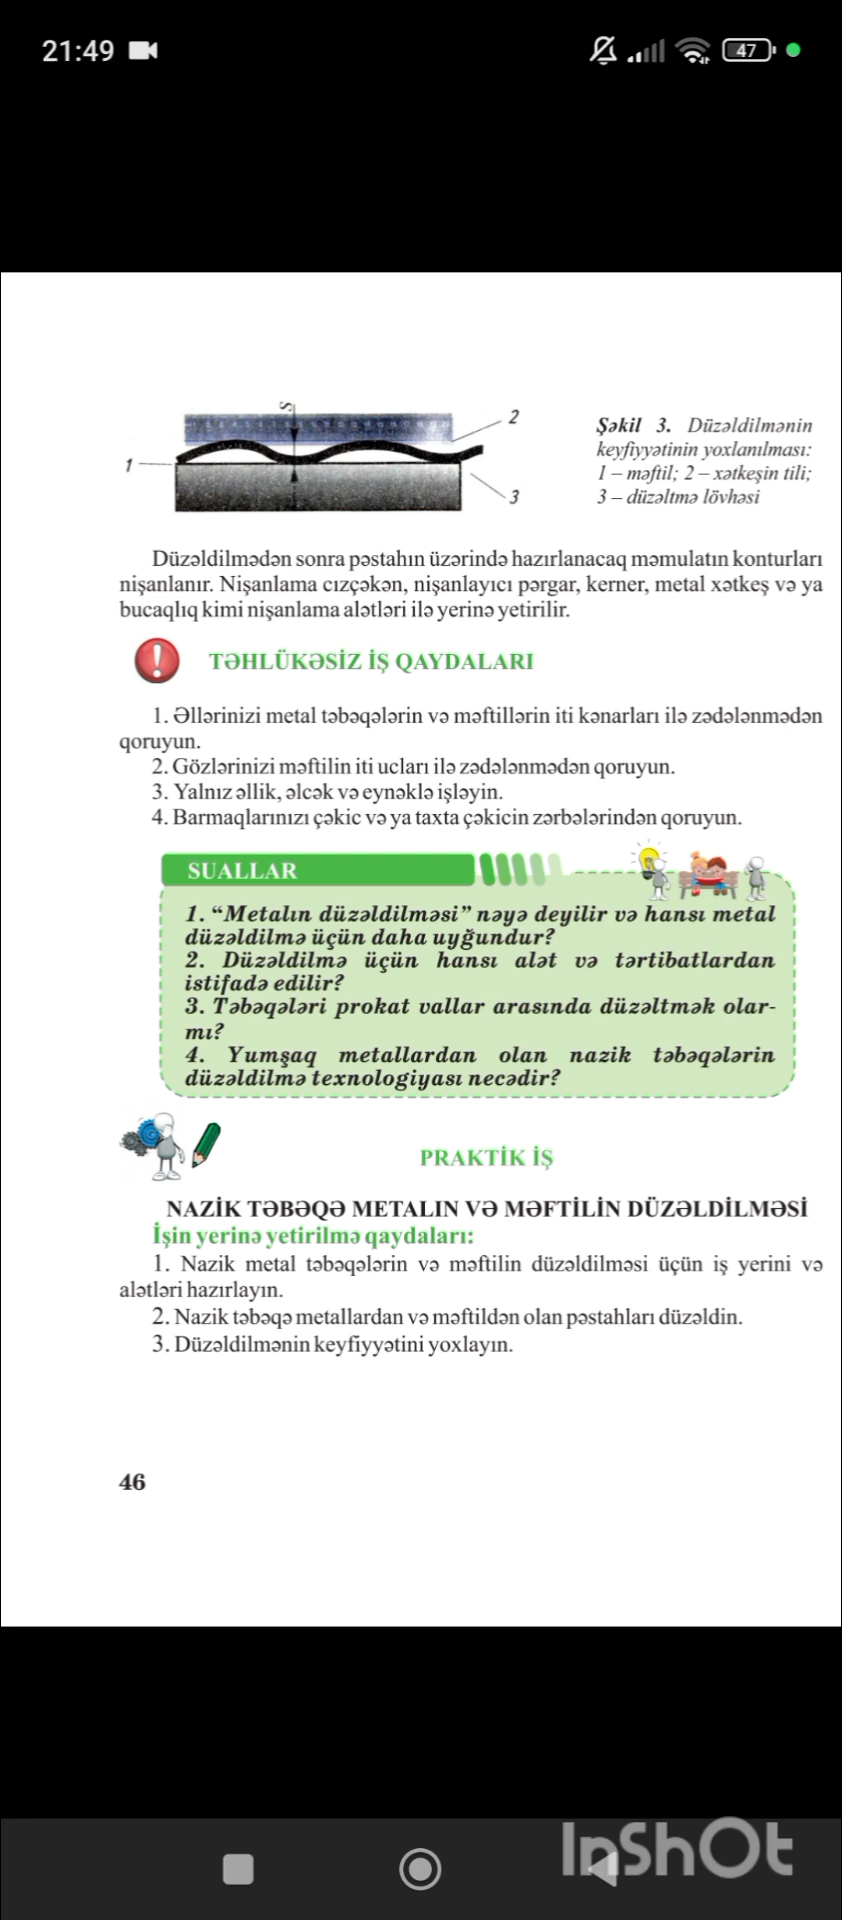 21:49
47
S
1
2
3
Şəkil 3. Düzəldilmənin
keyfiyyətinin yoxlanılması:
1 – məftil; 2 – xətkeşin tili;
3 – düzəltmə lövhəsi
Düzəldilmədən sonra pəstahın üzərində hazırlanacaq məmulatın konturları
nişanlanır. Nişanlama cızçəkən, nişanlayıcı pərgar, kerner, metal xətkeş və ya
bucaqlıq kimi nişanlama alətləri ilə yerinə yetirilir.
TƏHLÜKƏSİZ İŞ QAYDALARI
1. Əllərinizi metal təbəqələrin və məftillərin iti kənarları ilə zədələnmədən
qoruyun.
2. Gözlərinizi məftilin iti ucları ilə zədələnmədən qoruyun.
3. Yalnız əllik, əlcək və eynəklə işləyin.
4. Barmaqlarınızı çəkic və ya taxta çəkicin zərbələrindən qoruyun.
SUALLAR
1. “Metalın düzəldilməsi” nəyə deyilir və hansı metal
düzəldilmə üçün daha uyğundur?
2. Düzəldilmə üçün hansı alət və tərtibatlardan
istifadə edilir?
3. Təbəqələri prokat vallar arasında düzəltmək olar-
mı?
4. Yumşaq metallardan olan nazik təbəqələrin
düzəldilmə texnologiyası necədir?
PRAKTİK İŞ
NAZİK TƏBƏQƏ METALIN VƏ MƏFTİLİN DÜZƏLDİLMƏSİ
İşin yerinə yetirilmə qaydaları:
1. Nazik metal təbəqələrin və məftilin düzəldilməsi üçün iş yerini və
alətləri hazırlayın.
2. Nazik təbəqə metallardan və məftildən olan pəstahları düzəldin.
3. Düzəldilmənin keyfiyyətini yoxlayın.
46
InShOt